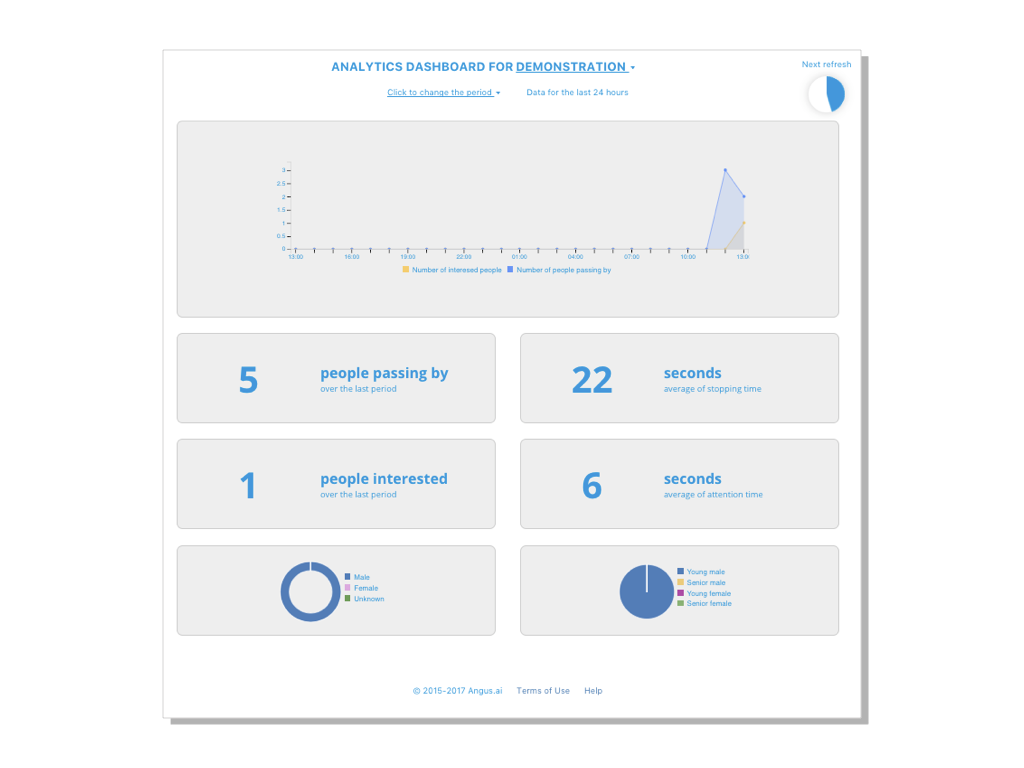 ANALYTICS DASHBOARD FOR DEMONSTRATION
Next refresh
Click to change the period
Data for the last 24 hours
3
2.5
2
1.5
1
0.5
0
13:00 16:00 19:00 22:00 01:00 04:00 07:00 10:00 13:0
Number of interesed people Number of people passing by
5 people passing by
over the last period
22 seconds
average of stopping time
1 people interested
over the last period
6 seconds
average of attention time
Male
Female
Unknown
Young male
Senior male
Young female
Senior female
© 2015-2017 Angus.ai Terms of Use Help